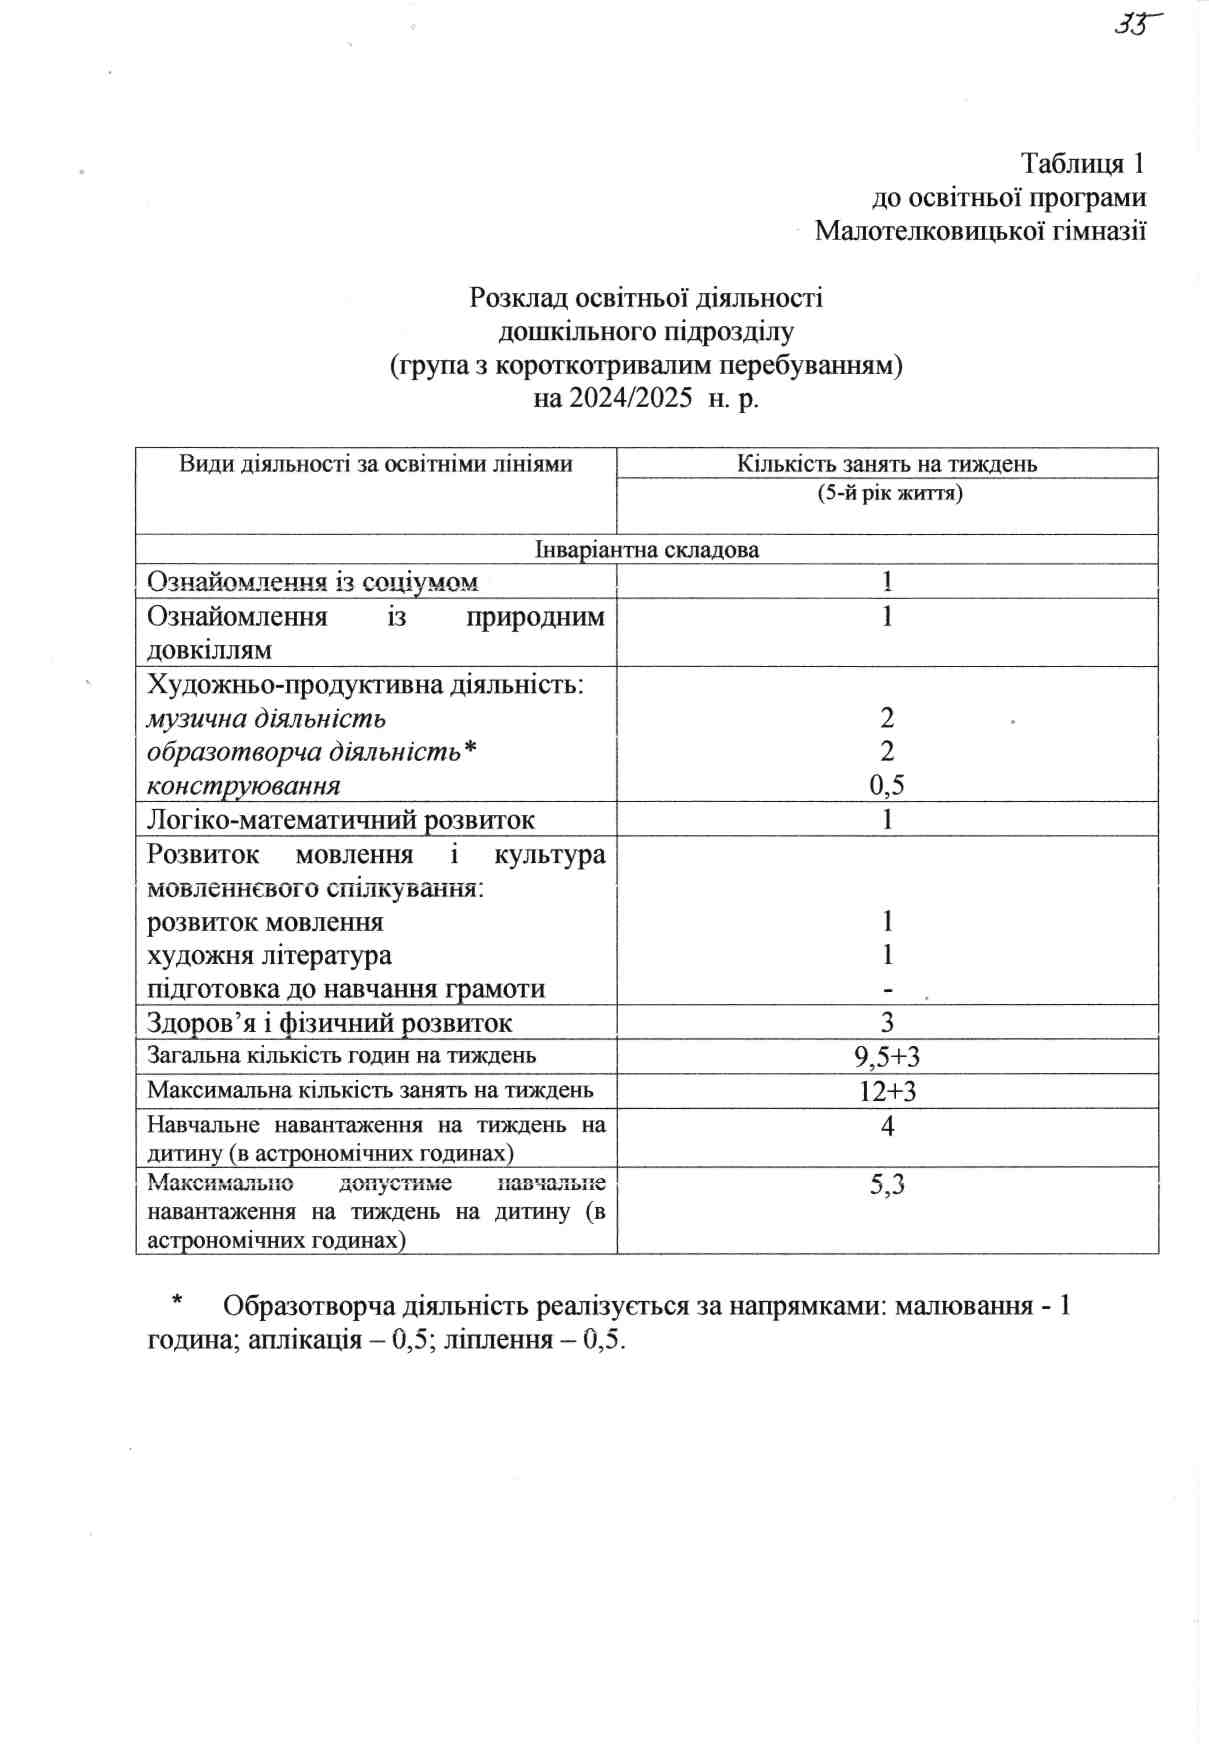 35
Таблиця 1
до освітньої програми
Малотелковицької гімназії
Розклад освітньої діяльності
дошкільного підрозділу
(група з короткотривалим перебуванням)
на 2024/2025 н. р.
Види діяльності за освітніми лініями
Кількість занять на тиждень
(5-й рік життя)
Інваріантна складова
Ознайомлення із соціумом 1
Ознайомлення із природним 1
довкіллям
Художньо-продуктивна діяльність:
музична діяльність 2
образотворча діяльність* 2
конструювання 0,5
Логіко-математичний розвиток 1
Розвиток мовлення і культура
мовленнєвого спілкування:
розвиток мовлення 1
художня література 1
підготовка до навчання грамоти -
Здоров’я і фізичний розвиток 3
Загальна кількість годин на тиждень 9,5+3
Максимальна кількість занять на тиждень 12+3
Навчальне навантаження на тиждень на 4
дитину (в астрономічних годинах)
Максимально допустиме навчальне 5,3
навантаження на тиждень на дитину (в
астрономічних годинах)
* Образотворча діяльність реалізується за напрямками: малювання - 1
година; аплікація – 0,5; ліплення – 0,5.